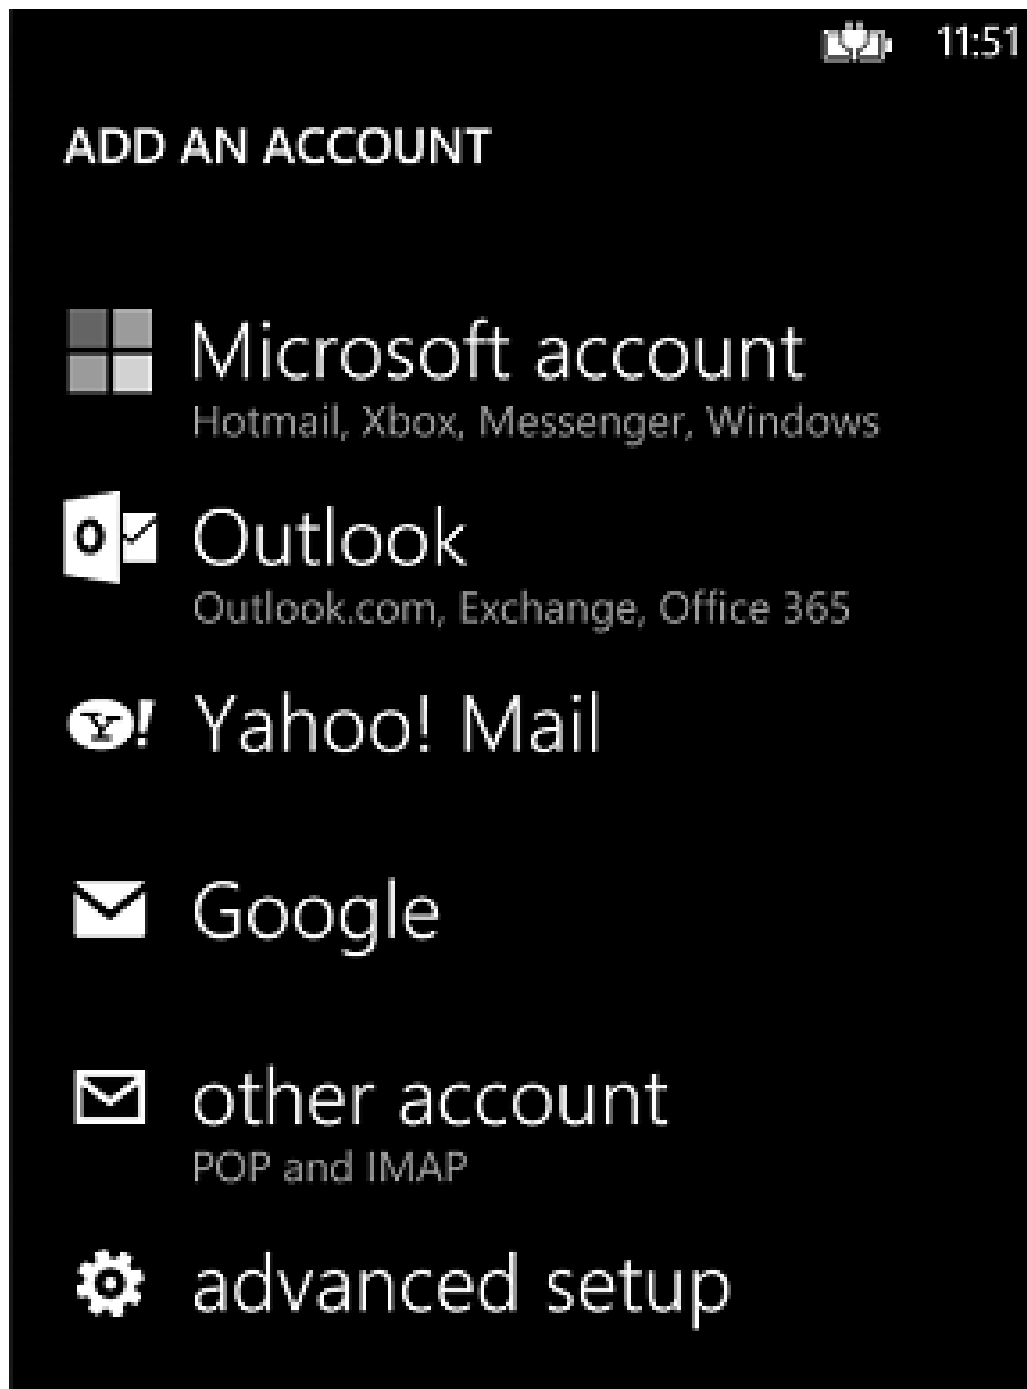 11:51
ADD AN ACCOUNT
Microsoft account
Hotmail, Xbox, Messenger, Windows
Outlook
Outlook.com, Exchange, Office 365
Yahoo! Mail
Google
other account
POP and IMAP
advanced setup